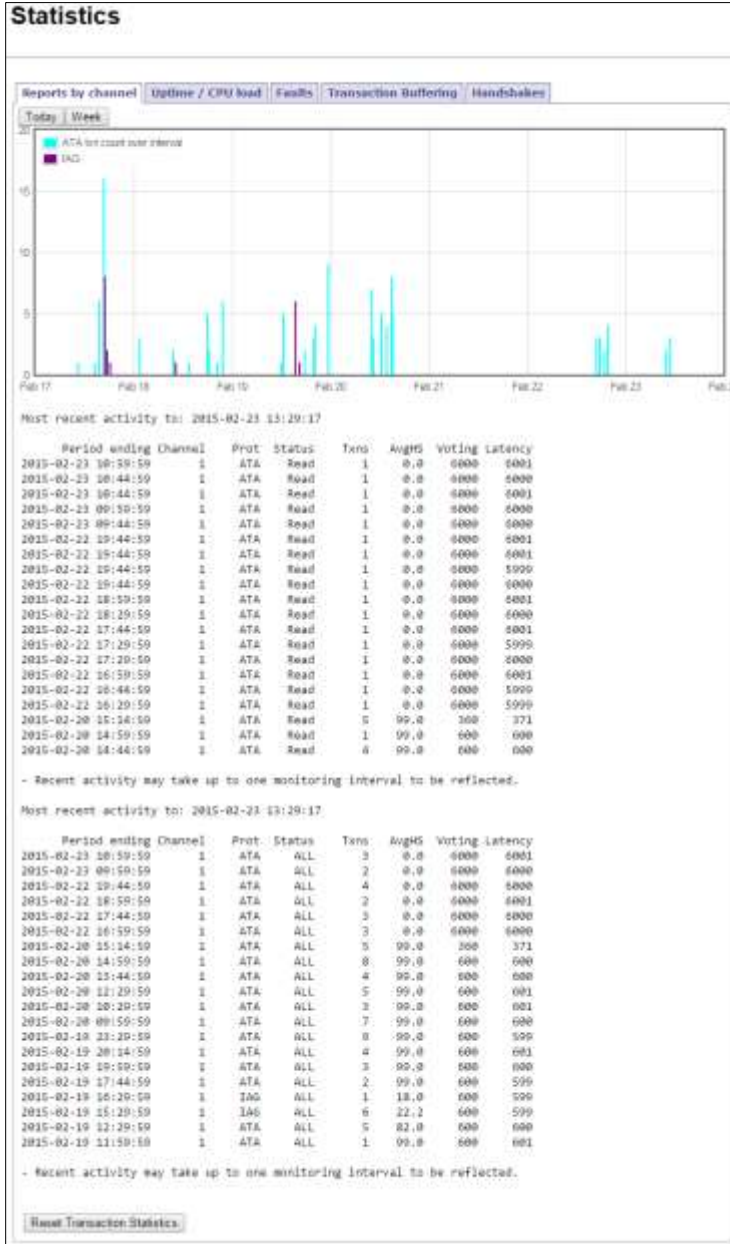 Statistics
Reports by channel Uptime / CPU load Faults Transaction Buffering Handshakes
Today Week
20
ATA txn count over interval
IAG
15
10
5
0
Feb 17 Feb 18 Feb 19 Feb 20 Feb 21 Feb 22 Feb 23 Feb
Most recent activity to: 2015-02-23 13:29:17
Period ending Channel Prot Status Txns AvgHS Voting Latency
2015-02-23 10:59:59 1 ATA Read 1 0.0 6000 6001
2015-02-23 10:44:59 1 ATA Read 1 0.0 6000 6000
2015-02-23 10:44:59 1 ATA Read 1 0.0 6000 6001
2015-02-23 09:59:59 1 ATA Read 1 0.0 6000 6000
2015-02-23 09:44:59 1 ATA Read 1 0.0 6000 6000
2015-02-22 19:44:59 1 ATA Read 1 0.0 6000 6001
2015-02-22 19:44:59 1 ATA Read 1 0.0 6000 6001
2015-02-22 19:44:59 1 ATA Read 1 0.0 6000 5999
2015-02-22 19:44:59 1 ATA Read 1 0.0 6000 6000
2015-02-22 18:59:59 1 ATA Read 1 0.0 6000 6001
2015-02-22 18:29:59 1 ATA Read 1 0.0 6000 6000
2015-02-22 17:44:59 1 ATA Read 1 0.0 6000 6001
2015-02-22 17:29:59 1 ATA Read 1 0.0 6000 5999
2015-02-22 17:29:59 1 ATA Read 1 0.0 6000 6000
2015-02-22 16:59:59 1 ATA Read 1 0.0 6000 6001
2015-02-22 16:44:59 1 ATA Read 1 0.0 6000 5999
2015-02-22 16:29:59 1 ATA Read 1 0.0 6000 5999
2015-02-20 15:14:59 1 ATA Read 5 99.0 360 371
2015-02-20 14:59:59 1 ATA Read 1 99.0 600 600
2015-02-20 14:44:59 1 ATA Read 99.0 600 600
- Recent activity may take up to one monitoring interval to be reflected.
Most recent activity to: 2015-02-23 13:29:17
Period ending Channel Prot Status Txns AvgHS Voting Latency
2015-02-23 10:59:59 1 ATA ALL 3 0.0 6000 6001
2015-02-23 09:59:59 1 ATA ALL 2 0.0 6000 6000
2015-02-22 19:44:59 1 ATA ALL 4 0.0 6000 6000
2015-02-22 18:59:59 1 ATA ALL 2 0.0 6000 6001
2015-02-22 17:44:59 1 ATA ALL 3 0.0 6000 6000
2015-02-22 16:59:59 1 ATA ALL 3 0.0 6000 6000
2015-02-20 15:14:59 1 ATA ALL 5 99.0 360 371
2015-02-20 14:59:59 1 ATA ALL 8 99.0 600 600
2015-02-20 13:44:59 1 ATA ALL 4 99.0 600 600
2015-02-20 12:29:59 1 ATA ALL 5 99.0 600 601
2015-02-20 10:29:59 1 ATA ALL 3 99.0 600 601
2015-02-20 09:59:59 1 ATA ALL 7 99.0 600 600
2015-02-19 23:29:59 1 ATA ALL 99.0 600 599
2015-02-19 20:14:59 1 ATA ALL 4 99.0 600 601
2015-02-19 19:59:59 1 ATA ALL 3 99.0 600 600
2015-02-19 17:44:59 1 ATA ALL 2 99.0 600 599
2015-02-19 16:29:59 1 IAG ALL 1 18.0 600 599
2015-02-19 15:29:59 1 IAG ALL 6 22.2 600 599
2015-02-19 12:29:59 1 ATA ALL 5 82.0 600 600
2015-02-19 11:59:59 1 ATA ALL 1 99.0 600 601
- Recent activity may take up to one monitoring interval to be reflected.
Reset Transaction Statistics